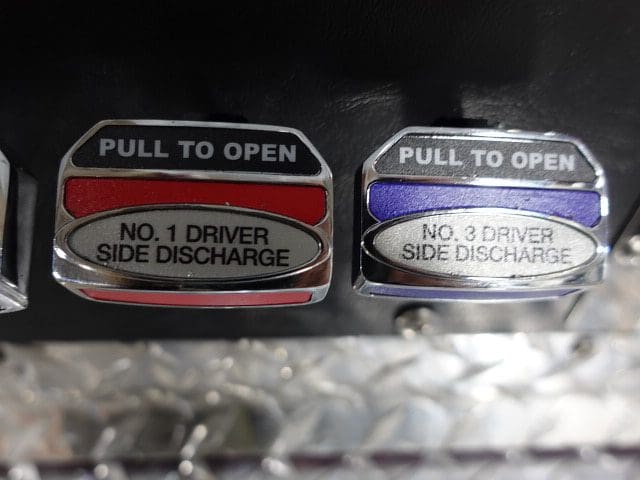 PULL TO OPEN
NO. 1 DRIVER
SIDE DISCHARGE
PULL TO OPEN
NO. 3 DRIVER
SIDE DISCHARGE